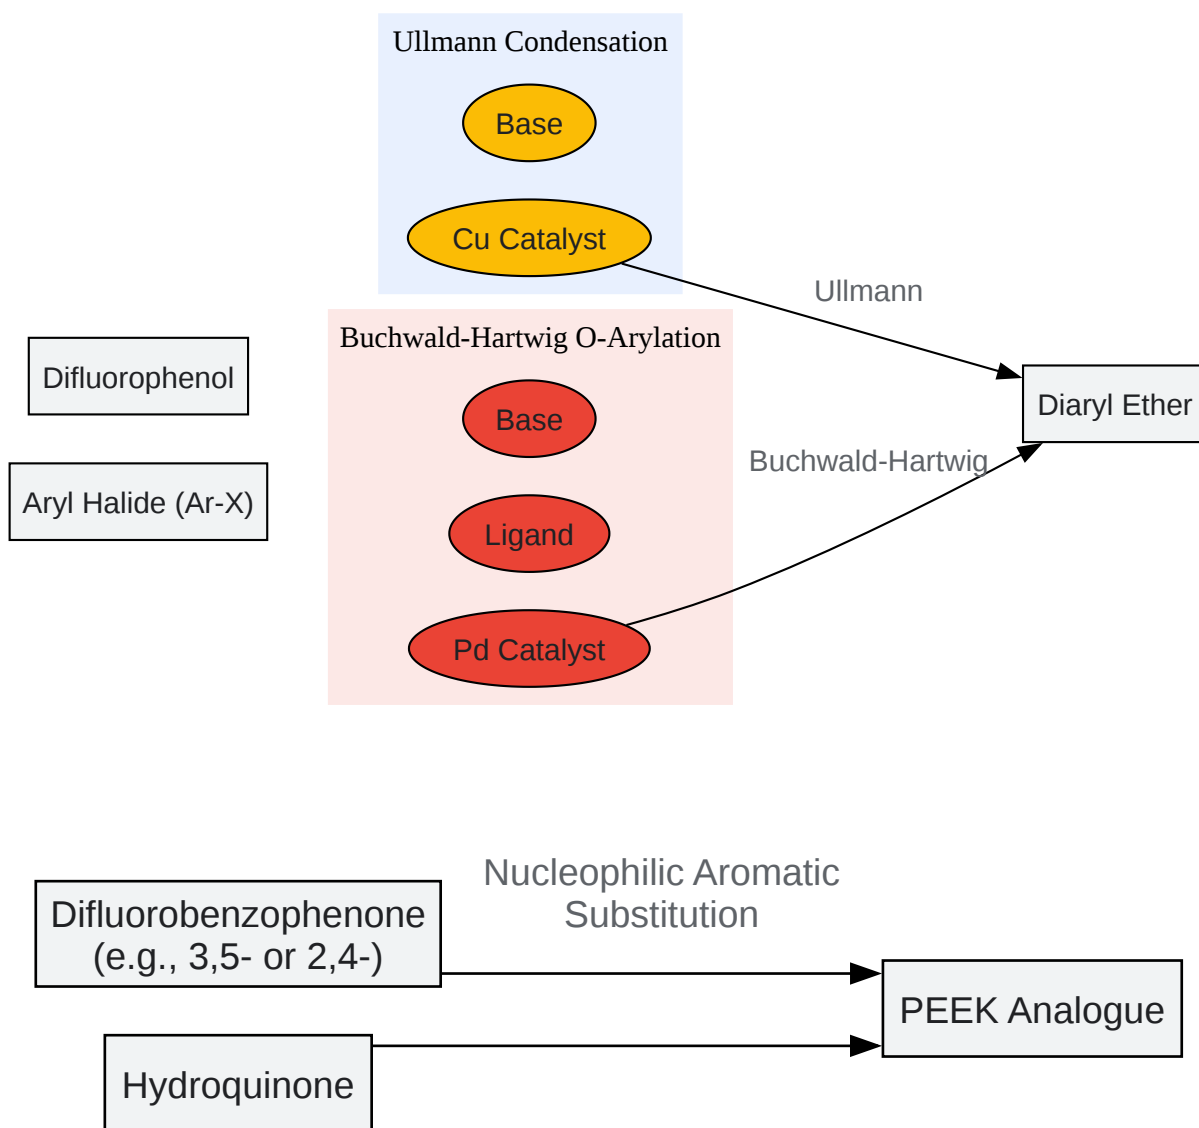 Ullmann Condensation
Base
Cu Catalyst
Ullmann
Buchwald-Hartwig O-Arylation
Difluorophenol
Diaryl Ether
Base
Buchwald-Hartwig
Aryl Halide (Ar-X)
Ligand
Pd Catalyst
Nucleophilic Aromatic
Substitution
Difluorobenzophenone
(e.g., 3,5- or 2,4-)
PEEK Analogue
Hydroquinone